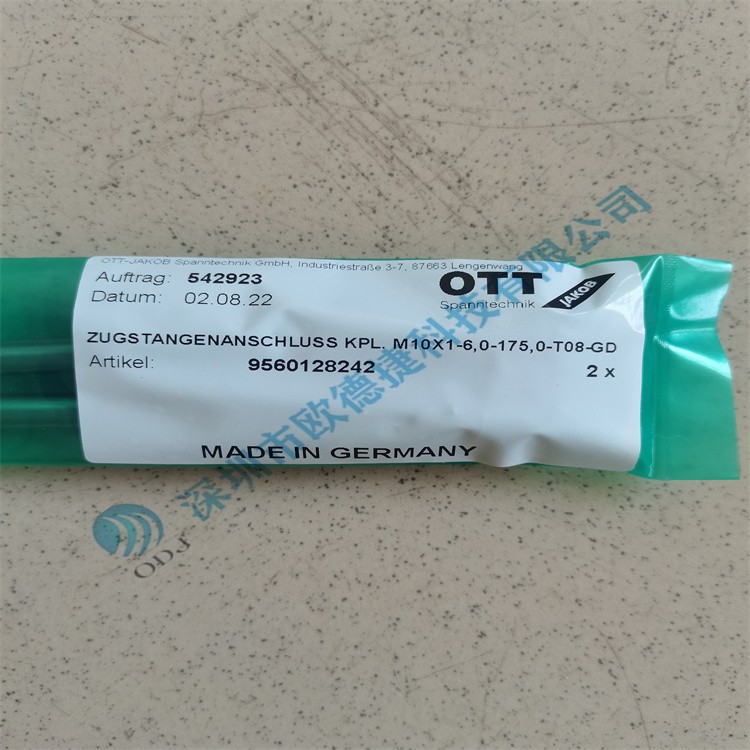 OTT-JAKOB Spanntechnik GmbH, Industriestraße 3-7, 87663 Lengenwang
Auftrag: 542923
Datum: 02.08.22
OTT
Spanntechnik
JAKOB
ZUGSTANGENANSCHLUSS KPL. M10X1-6,0-175,0-T08-GD
Artikel: 9560128242 2 x
MADE IN GERMANY
深圳市欧德捷科技有限公司